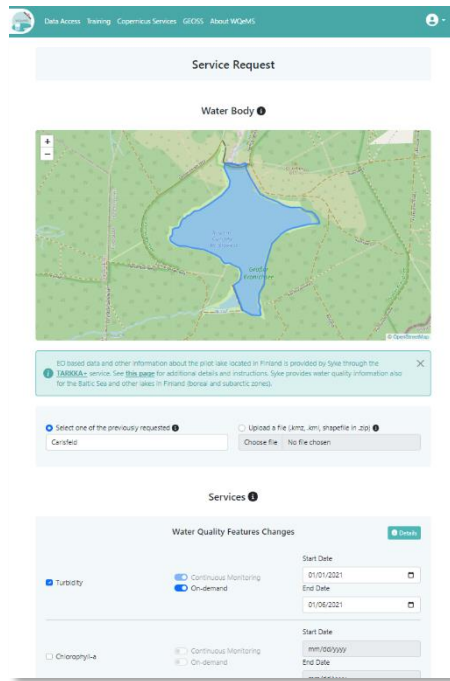 Data Access Training Copernicus Services GEOSS About WQeMS
Service Request
Water Body
+
−
© OpenStreetMap
EO based data and other information about the pilot lake located in Finland is provided by Syke through the
TARKKA+ service. See this page for additional details and instructions. Syke provides water quality information also
for the Baltic Sea and other lakes in Finland (boreal and subarctic zones).
Select one of the previously requested
Upload a file (.kmz, .kml, shapefile in .zip)
Carlsfeld
Choose file No file chosen
Services
Water Quality Features Changes
Details
Start Date
Turbidity
Continuous Monitoring
01/01/2021
On-demand
End Date
01/06/2021
Start Date
Chlorophyll-a
Continuous Monitoring
mm/dd/yyyy
On-demand
End Date
mm/dd/yyyy